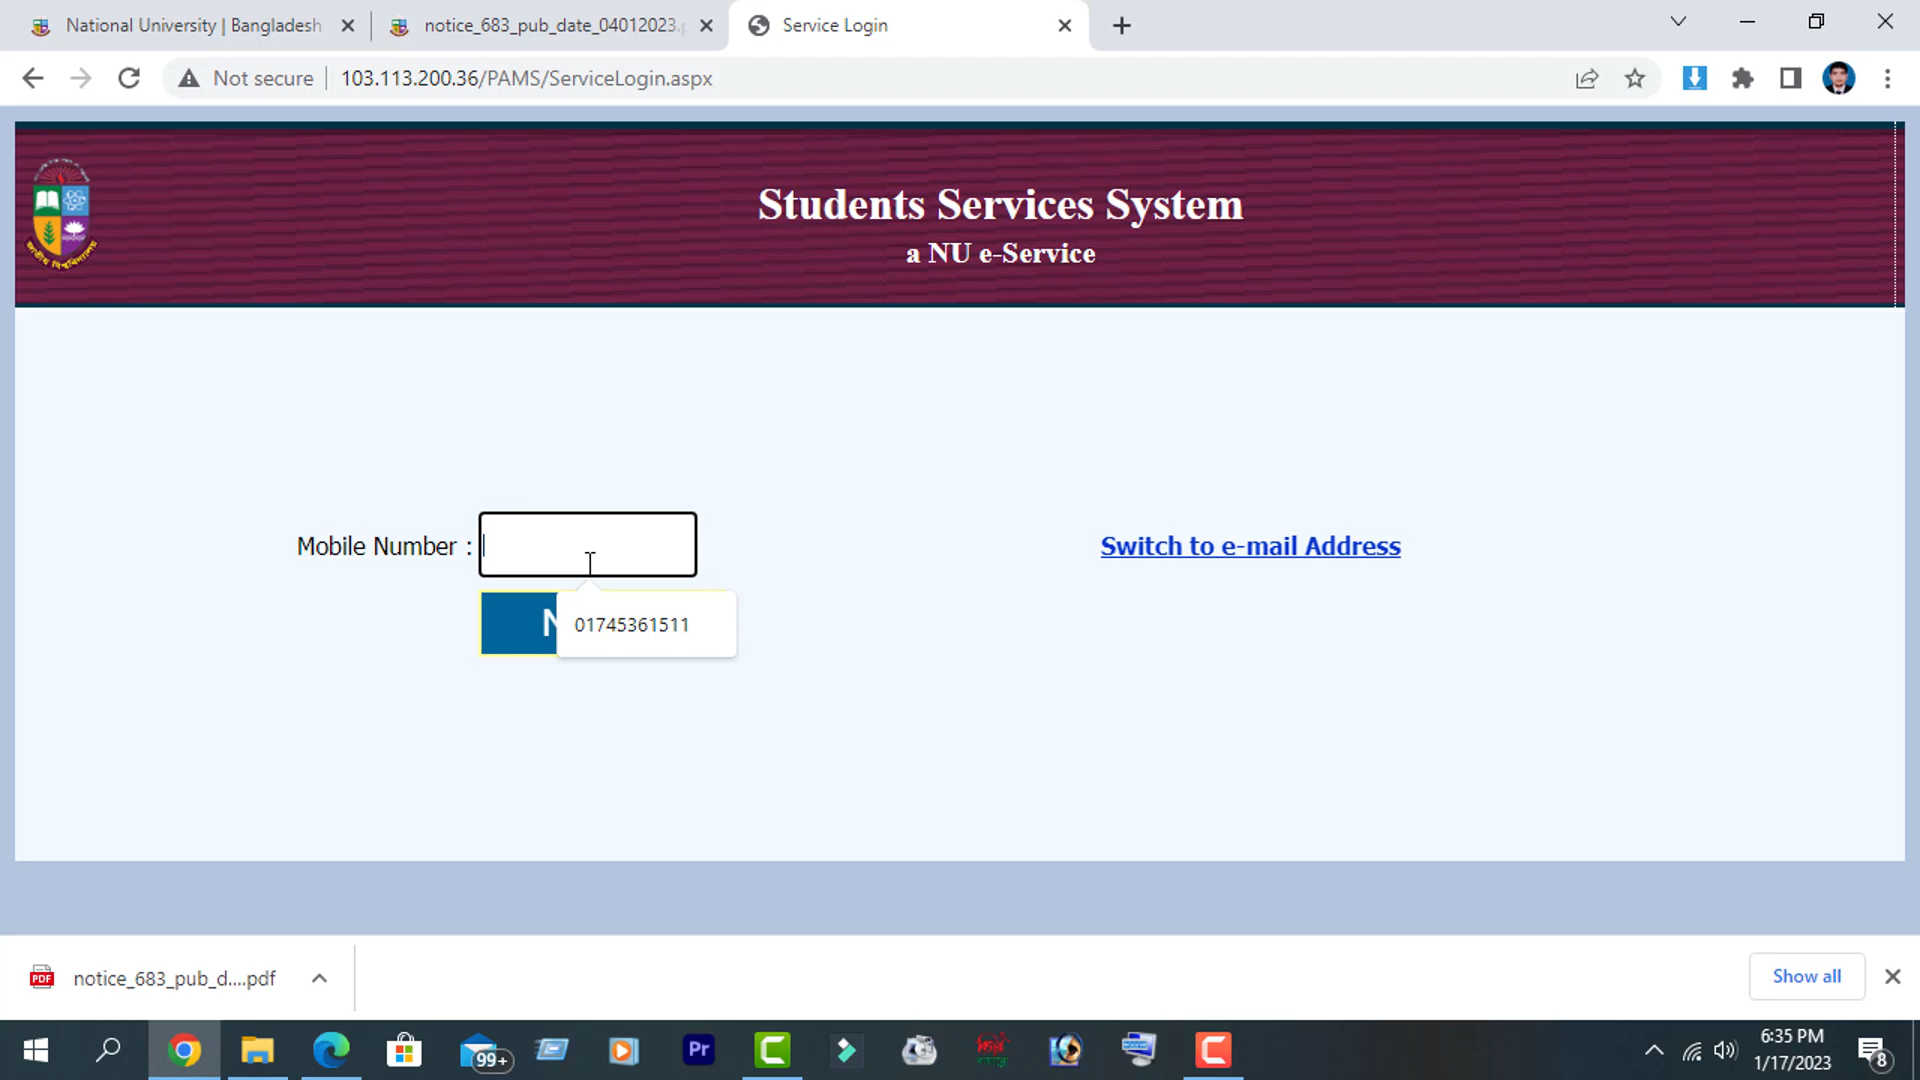 National University | Bangladesh
notice_683_pub_date_04012023.
Service Login
Not secure
103.113.200.36/PAMS/ServiceLogin.aspx
Students Services System
a NU e-Service
Mobile Number :
Switch to e-mail Address
01745361511
notice_683_pub_d....pdf
Show all
99+
Pr
6:35 PM
1/17/2023
8